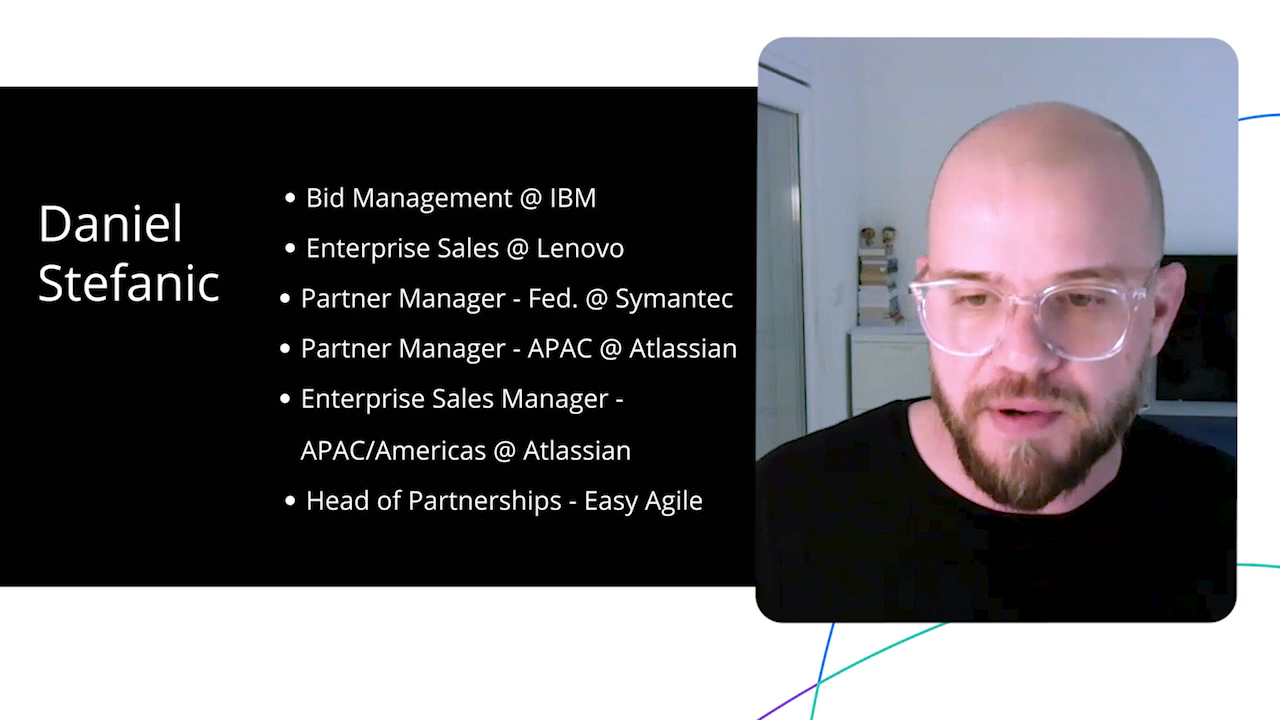 Daniel
Stefanic
• Bid Management @ IBM
• Enterprise Sales @ Lenovo
• Partner Manager - Fed. @ Symantec
• Partner Manager - APAC @ Atlassian
• Enterprise Sales Manager -
APAC/Americas @ Atlassian
• Head of Partnerships - Easy Agile